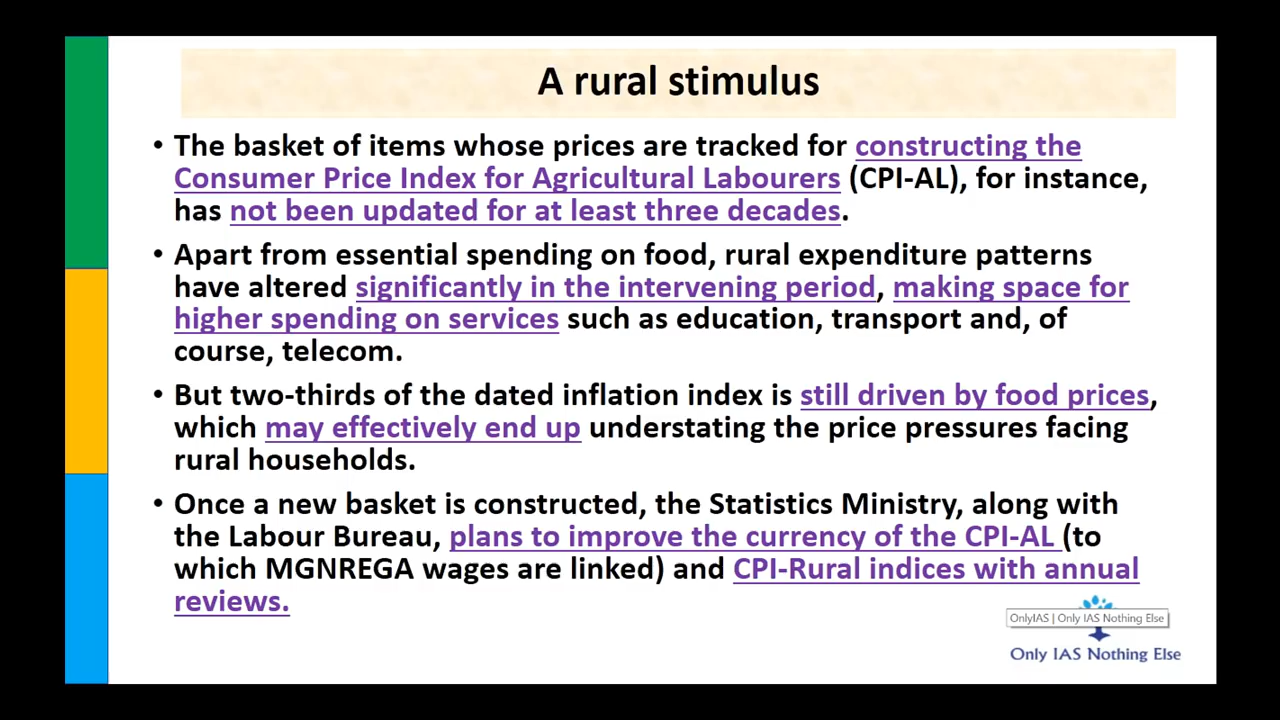 A rural stimulus
• The basket of items whose prices are tracked for constructing the
Consumer Price Index for Agricultural Labourers (CPI-AL), for instance,
has not been updated for at least three decades.
• Apart from essential spending on food, rural expenditure patterns
have altered significantly in the intervening period, making space for
higher spending on services such as education, transport and, of
course, telecom.
• But two-thirds of the dated inflation index is still driven by food prices,
which may effectively end up understating the price pressures facing
rural households.
• Once a new basket is constructed, the Statistics Ministry, along with
the Labour Bureau, plans to improve the currency of the CPI-AL (to
which MGNREGA wages are linked) and CPI-Rural indices with annual
reviews.
OnlyIAS | Only IAS Nothing Else
Only IAS Nothing Else